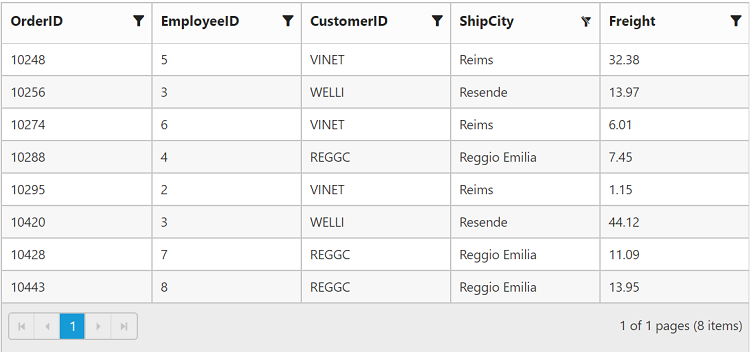 OrderID EmployeeID CustomerID ShipCity Freight
10248 5 VINET Reims 32.38
10256 3 WELLI Resende 13.97
10274 6 VINET Reims 6.01
10288 4 REGGC Reggio Emilia 7.45
10295 2 VINET Reims 1.15
10420 3 WELLI Resende 44.12
10428 7 REGGC Reggio Emilia 11.09
10443 8 REGGC Reggio Emilia 13.95
1 1 of 1 pages (8 items)